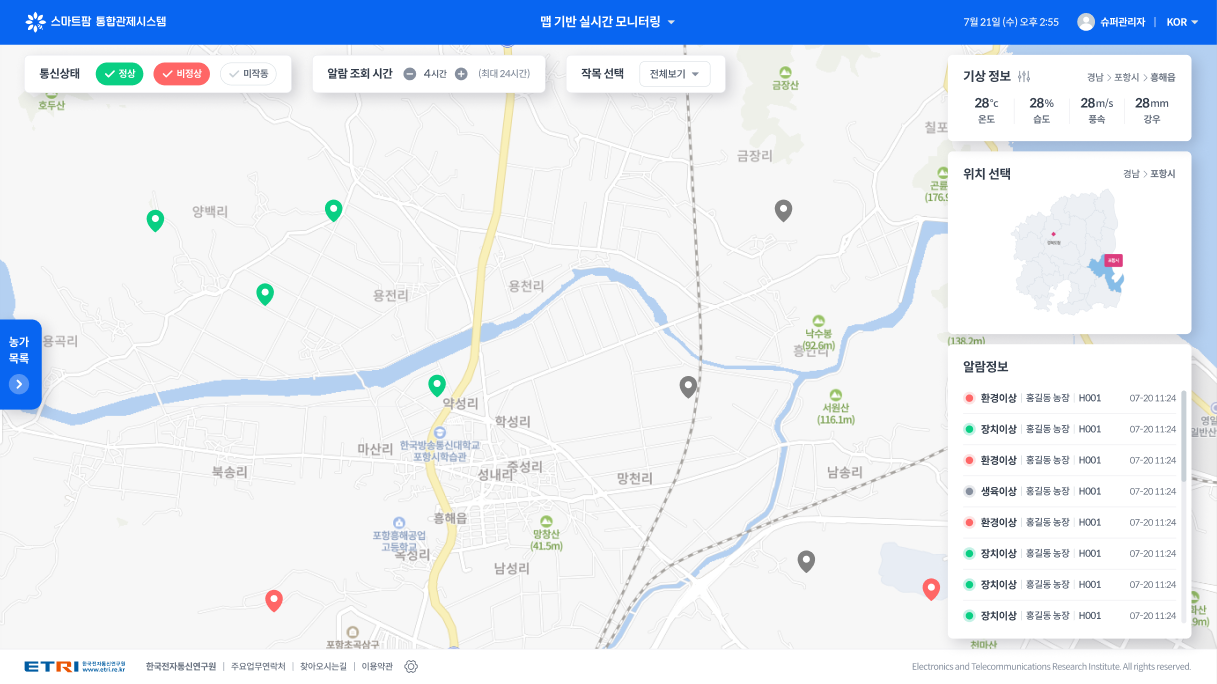 스마트팜 통합관제시스템
맵 기반 실시간 모니터링
7월 21일 (수) 오후 2:55
슈퍼관리자 | KOR
통신상태 정상 비정상 미작동
알람 조회 시간 4시간 (최대 24시간)
작목 선택 전체보기
기상 정보 경남 > 포항시 > 흥해읍
28°c 28% 28m/s 28mm
온도 습도 풍속 강우
위치 선택 경남 > 포항시
포항시
알람정보
환경이상 | 홍길동 농장 | H001 07-20 11:24
장치이상 | 홍길동 농장 | H001 07-20 11:24
환경이상 | 홍길동 농장 | H001 07-20 11:24
생육이상 | 홍길동 농장 | H001 07-20 11:24
환경이상 | 홍길동 농장 | H001 07-20 11:24
장치이상 | 홍길동 농장 | H001 07-20 11:24
장치이상 | 홍길동 농장 | H001 07-20 11:24
장치이상 | 홍길동 농장 | H001 07-20 11:24
농가
목록
호두산
금장산
칠포
금장리
곤륜
(176.9
양백리
용전리
용천리
용곡리
낙수봉
(92.6m)
흥안리
(138.2m)
약성리
학성리
서원산
(116.1m)
영일
일반산
마산리
한국방송통신대학교
포항시학습관
북송리
성내리
중성리
망천리
남송리
흥해읍
포항흥해공업
고등학교
옥성리
망창산
(41.5m)
남성리
파산
9m)
포항초곡삼구
천마산
ETRI 한국전자통신연구원
www.etri.re.kr
한국전자통신연구원 | 주요업무연락처 | 찾아오시는길 | 이용약관
Electronics and Telecommunications Research Institute. All rights reserved.